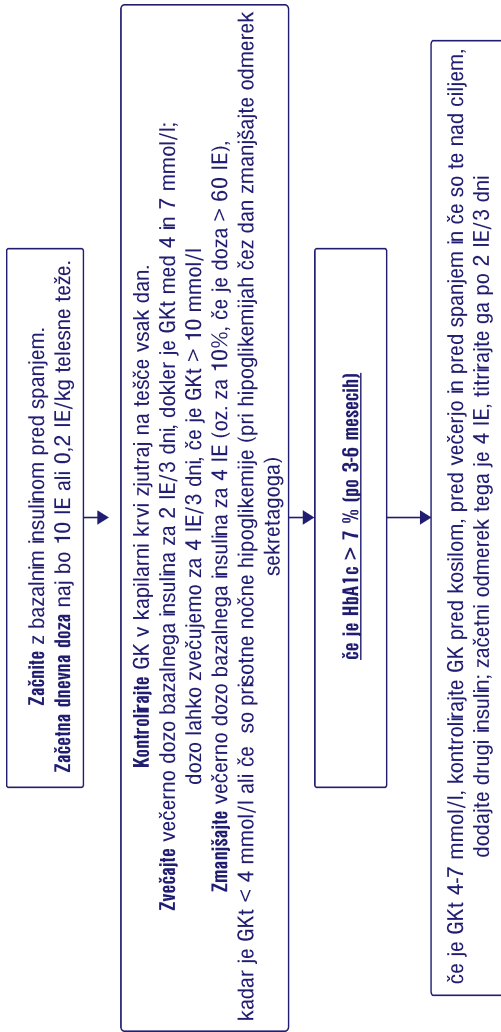 Začnite z bazalnim insulinom pred spanjem.
Začetna dnevna doza naj bo 10 IE ali 0,2 IE/kg telesne teže.
Kontrolirajte GK v kapilarni krvi zjutraj na tešče vsak dan.
Zvečajte večerno dozo bazalnega insulina za 2 IE/3 dni, dokler je GKt med 4 in 7 mmol/l;
dozo lahko zvečujemo za 4 IE/3 dni, če je GKt > 10 mmol/l
Zmanjšajte večerno dozo bazalnega insulina za 4 IE (oz. za 10%, če je doza > 60 IE),
kadar je GKt < 4 mmol/l ali če so prisotne nočne hipoglikemije (pri hipoglikemijah čez dan zmanjšajte odmerek
sekretagoga)
če je HbA1c > 7 % (po 3-6 mesecih)
če je GKt 4-7 mmol/l, kontrolirajte GK pred kosilom, pred večerjo in pred spanjem in če so te nad ciljem,
dodajte drugi insulin; začetni odmerek tega je 4 IE, titrirajte ga po 2 IE/3 dni